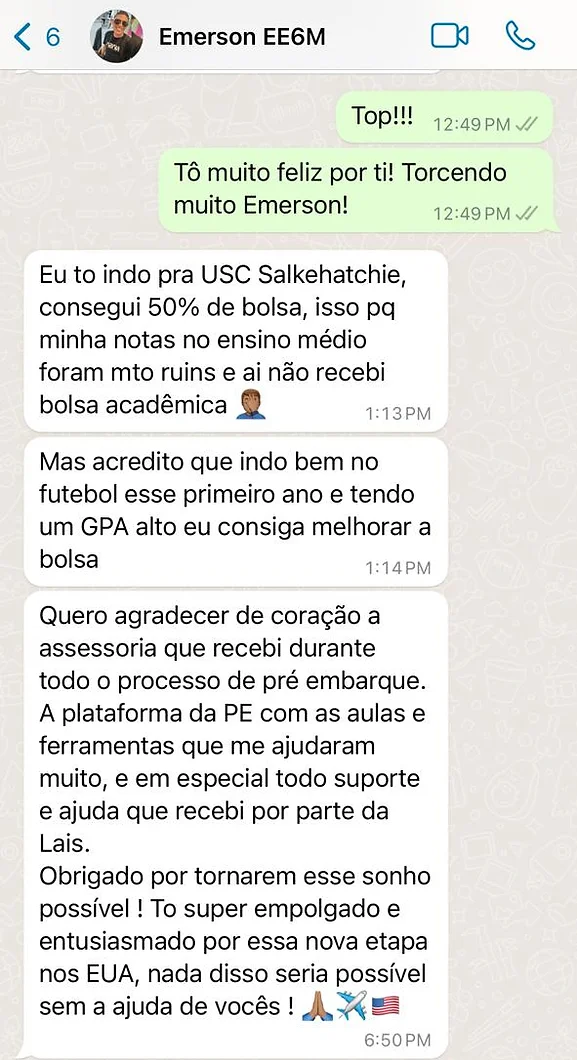 6
Emerson EE6M
Top!!!
12:49 PM
Tô muito feliz por ti! Torcendo
muito Emerson!
12:49 PM
Eu to indo pra USC Salkehatchie,
consegui 50% de bolsa, isso pq
minha notas no ensino médio
foram mto ruins e ai não recebi
bolsa acadêmica 🤦🏾‍♂️
1:13 PM
Mas acredito que indo bem no
futebol esse primeiro ano e tendo
um GPA alto eu consiga melhorar a
bolsa
1:14 PM
Quero agradecer de coração a
assessoria que recebi durante
todo o processo de pré embarque.
A plataforma da PE com as aulas e
ferramentas que me ajudaram
muito, e em especial todo suporte
e ajuda que recebi por parte da
Lais.
Obrigado por tornarem esse sonho
possível ! To super empolgado e
entusiasmado por essa nova etapa
nos EUA, nada disso seria possível
sem a ajuda de vocês ! 🙏🏽✈️🇺🇸
6:50 PM